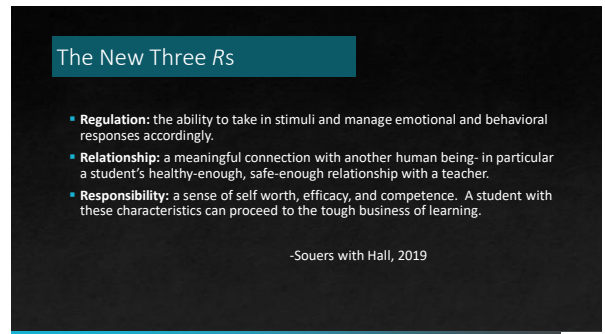 The New Three Rs
▪ Regulation: the ability to take in stimuli and manage emotional and behavioral
responses accordingly.
▪ Relationship: a meaningful connection with another human being- in particular
a student's healthy-enough, safe-enough relationship with a teacher.
▪ Responsibility: a sense of self worth, efficacy, and competence.  A student with
these characteristics can proceed to the tough business of learning.
-Souers with Hall, 2019